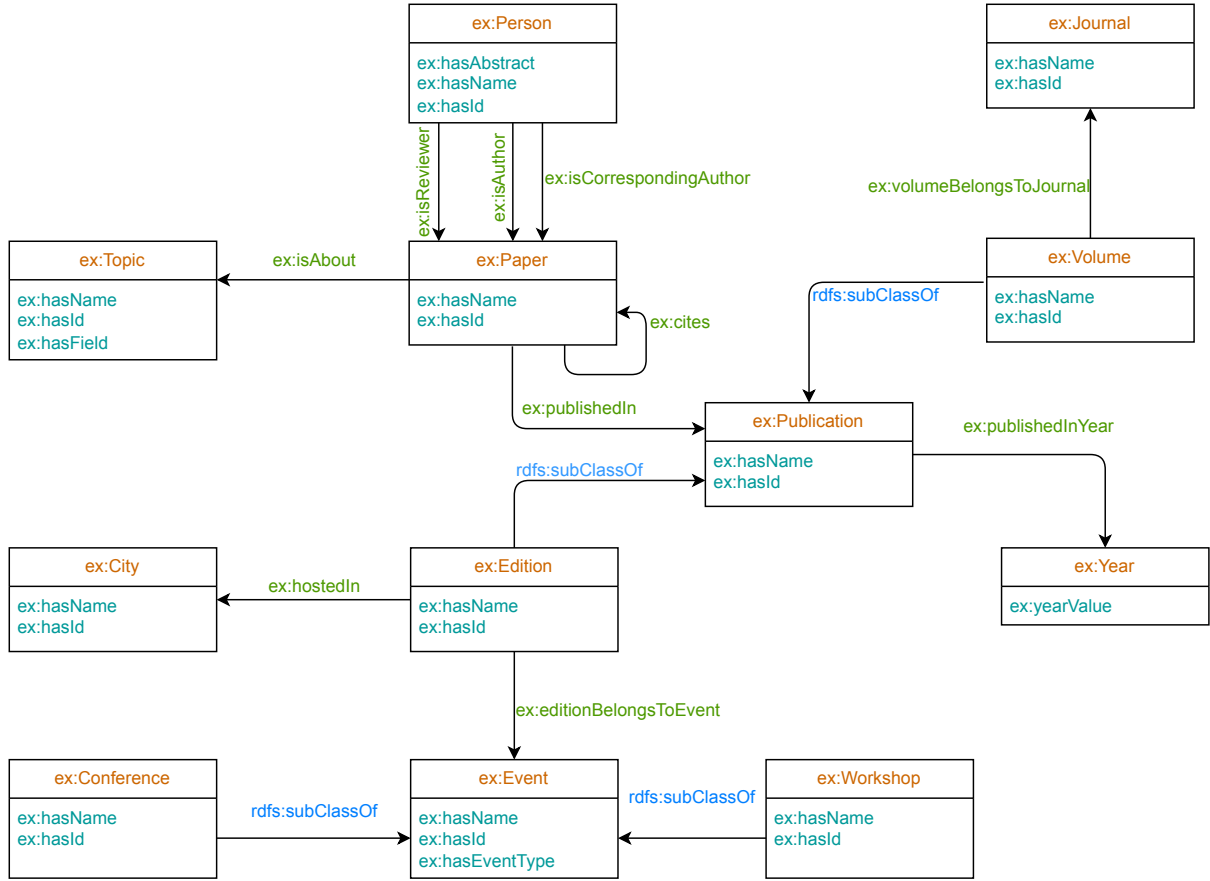 ex:Person
ex:hasAbstract
ex:hasName
ex:hasId
ex:Journal
ex:hasName
ex:hasId
ex:isReviewer
ex:isAuthor
ex:isCorrespondingAuthor
ex:volumeBelongsToJournal
ex:Topic
ex:hasName
ex:hasId
ex:hasField
ex:isAbout
ex:Paper
ex:hasName
ex:hasId
ex:cites
ex:Volume
ex:hasName
ex:hasId
rdfs:subClassOf
ex:publishedIn
ex:Publication
ex:hasName
ex:hasId
ex:publishedInYear
rdfs:subClassOf
ex:City
ex:hasName
ex:hasId
ex:hostedIn
ex:Edition
ex:hasName
ex:hasId
ex:Year
ex:yearValue
ex:editionBelongsToEvent
ex:Conference
ex:hasName
ex:hasId
rdfs:subClassOf
ex:Event
ex:hasName
ex:hasId
ex:hasEventType
rdfs:subClassOf
ex:Workshop
ex:hasName
ex:hasId